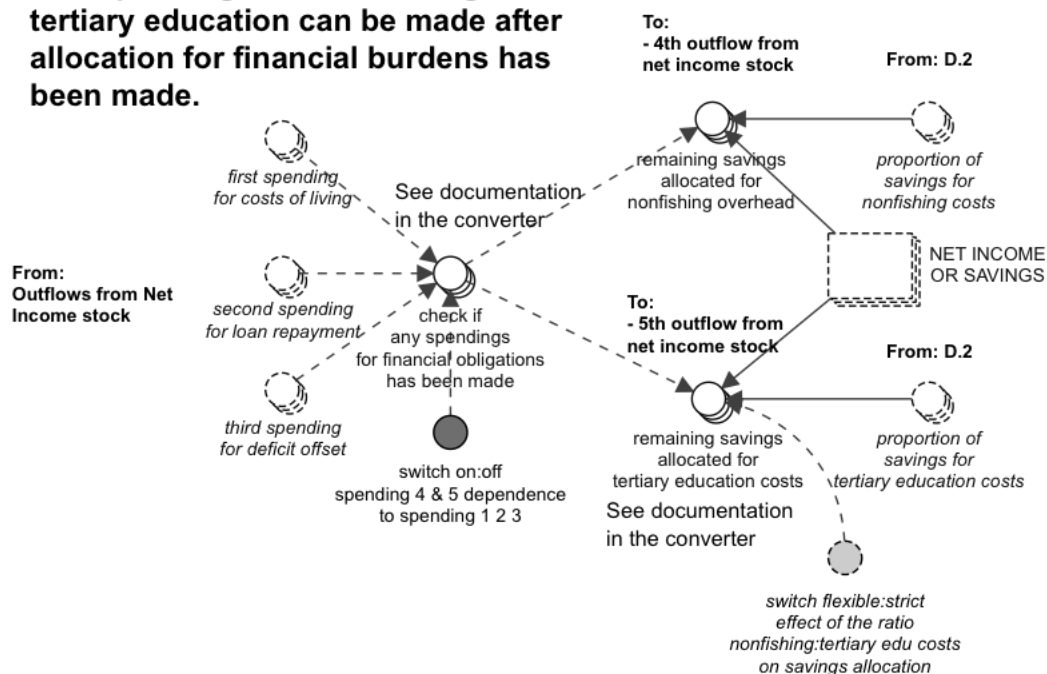 tertiary education can be made after
allocation for financial burdens has
been made.
To:
- 4th outflow from
net income stock
From: D.2
first spending
for costs of living
See documentation
in the converter
remaining savings
allocated for
nonfishing overhead
proportion of
savings for
nonfishing costs
From:
Outflows from Net
Income stock
NET INCOME
OR SAVINGS
second spending
for loan repayment
check if
any spendings
for financial obligations
has been made
To:
- 5th outflow from
net income stock
From: D.2
third spending
for deficit offset
switch on:off
spending 4 & 5 dependence
to spending 1 2 3
remaining savings
allocated for
tertiary education costs
proportion of
savings for
tertiary education costs
See documentation
in the converter
switch flexible:strict
effect of the ratio
nonfishing:tertiary edu costs
on savings allocation